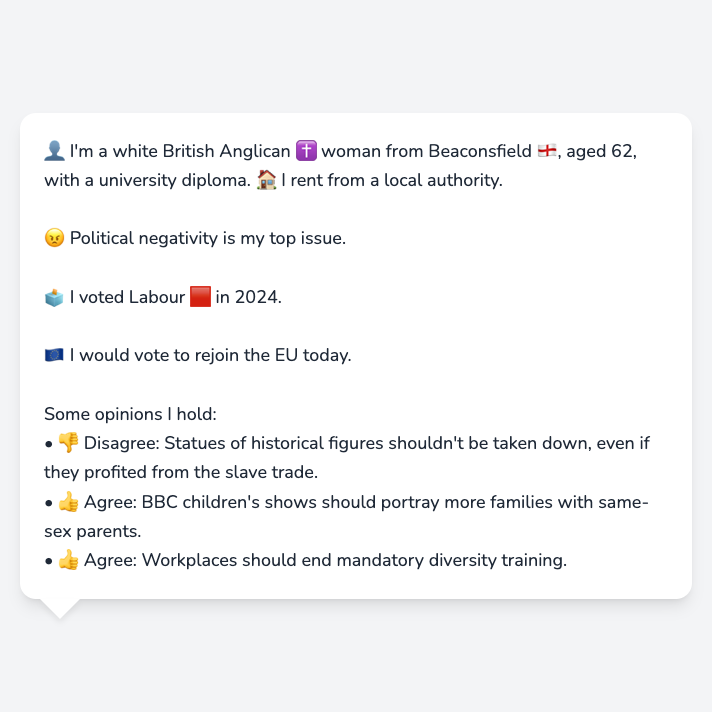 👤 I'm a white British Anglican ✝️ woman from Beaconsfield 🏴󠁧󠁢󠁥󠁮󠁧󠁿, aged 62,
with a university diploma. 🏠 I rent from a local authority.
😠 Political negativity is my top issue.
🗳️ I voted Labour 🟥 in 2024.
🇪🇺 I would vote to rejoin the EU today.
Some opinions I hold:
• 👎 Disagree: Statues of historical figures shouldn't be taken down, even if
they profited from the slave trade.
• 👍 Agree: BBC children's shows should portray more families with same-
sex parents.
• 👍 Agree: Workplaces should end mandatory diversity training.